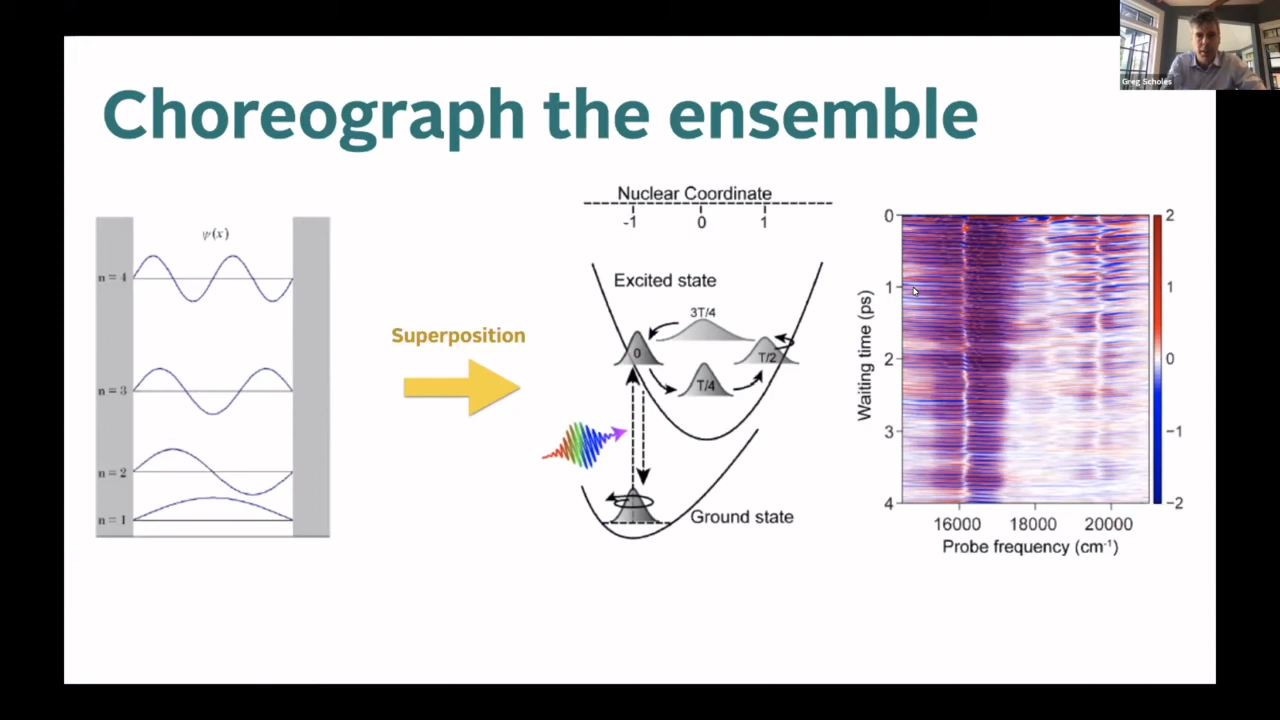 Greg Scholes
Choreograph the ensemble
ψ(x)
n = 4
n = 3
n = 2
n = 1
Superposition
Nuclear Coordinate
-1 0 1
Excited state
3T/4
0
T/2
T/4
Ground state
Waiting time (ps)
0
1
2
3
4
16000 18000 20000
Probe frequency (cm⁻¹)
2
1
0
−1
−2